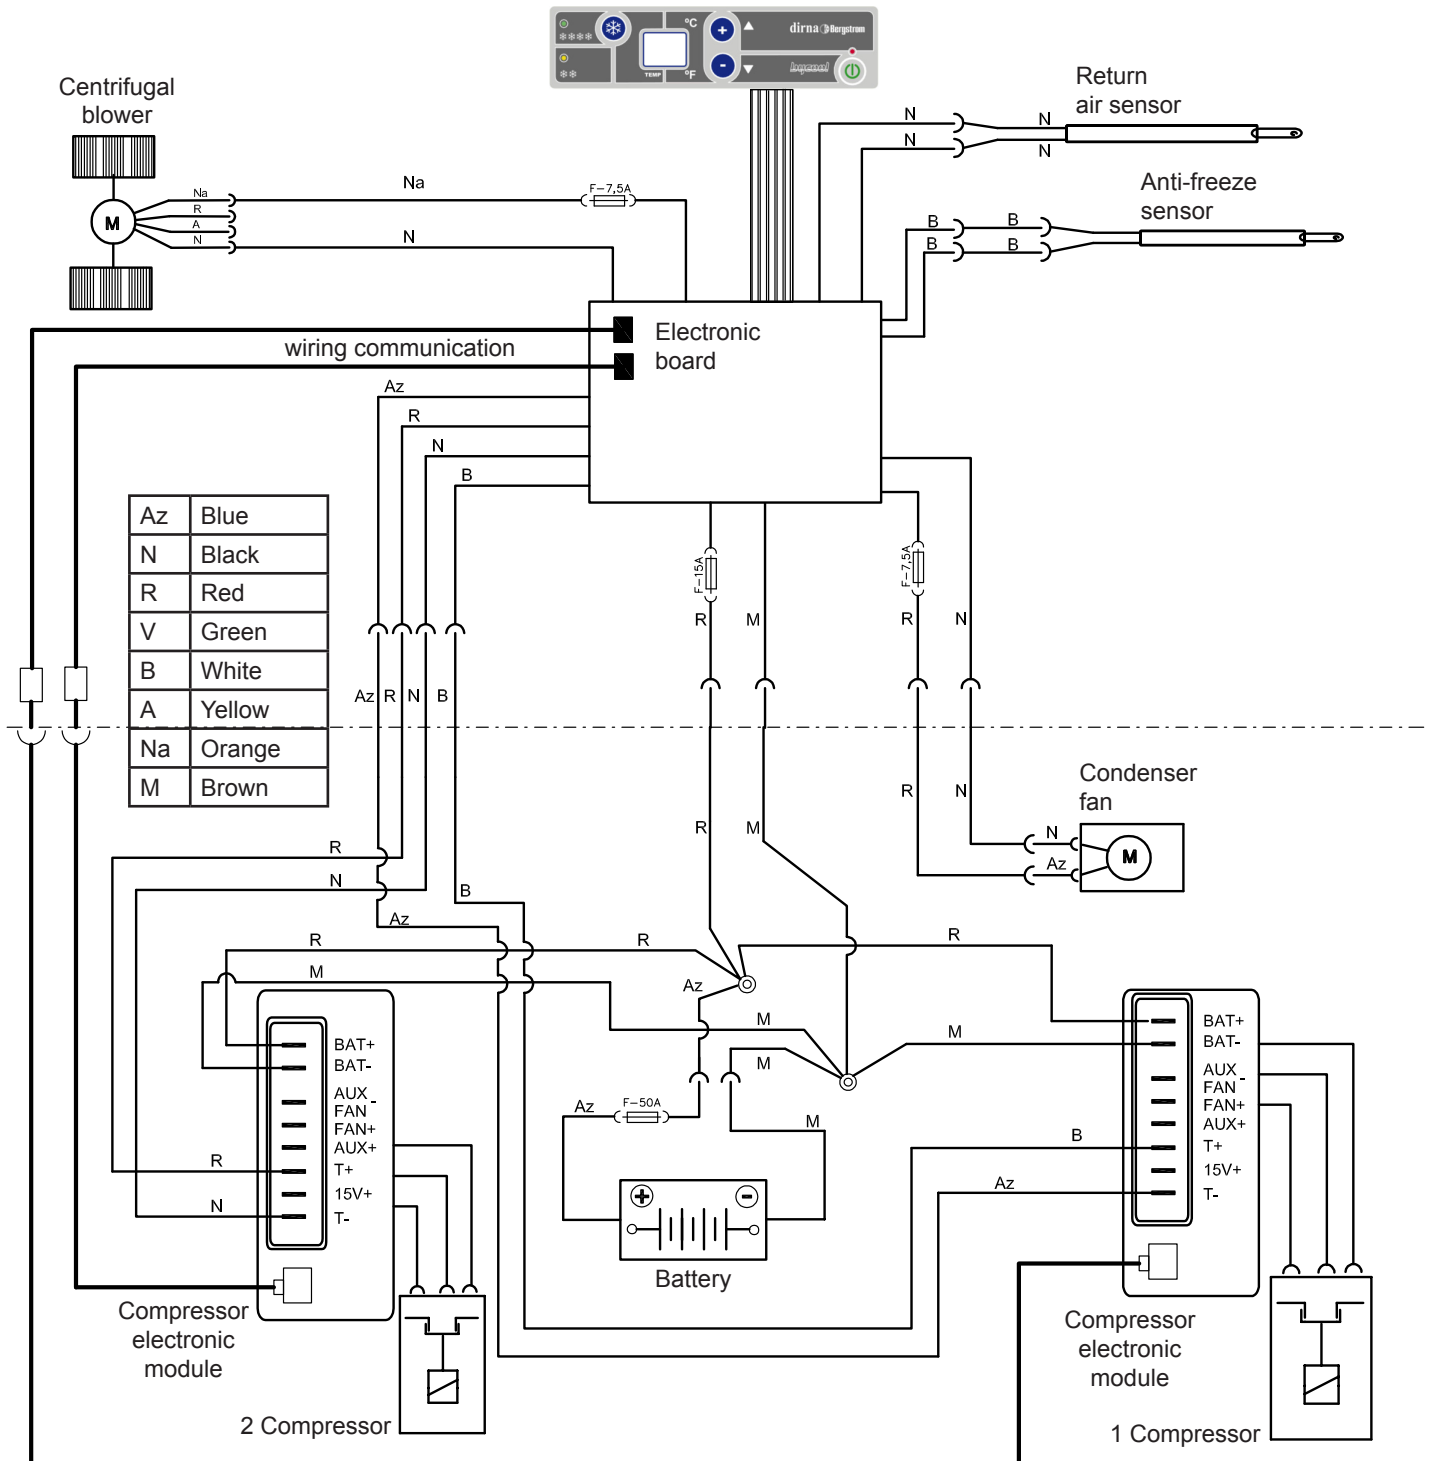 °C
dirna Bergstrom
TEMP
°F
bycool
Centrifugal
blower
Return
air sensor
Anti-freeze
sensor
N
N
N
N
Na
Na
F-7,5A
R
A
N
N
M
B
B
B
B
Electronic
board
wiring communication
Az
R
N
B
Az Blue
N Black
R Red
V Green
B White
A Yellow
Na Orange
M Brown
F-15A
F-7,5A
R
M
R
N
Az
R
N
B
R
N
Condenser
fan
R
M
N
Az
M
R
N
B
Az
R
R
R
M
Az
M
M
M
BAT+
BAT-
AUX
-
FAN
FAN+
AUX+
T+
15V+
T-
BAT+
BAT-
AUX
-
FAN
FAN+
AUX+
T+
15V+
T-
Az
F-50A
M
B
Az
R
N
+
-
Battery
Compressor
electronic
module
2 Compressor
Compressor
electronic
module
1 Compressor